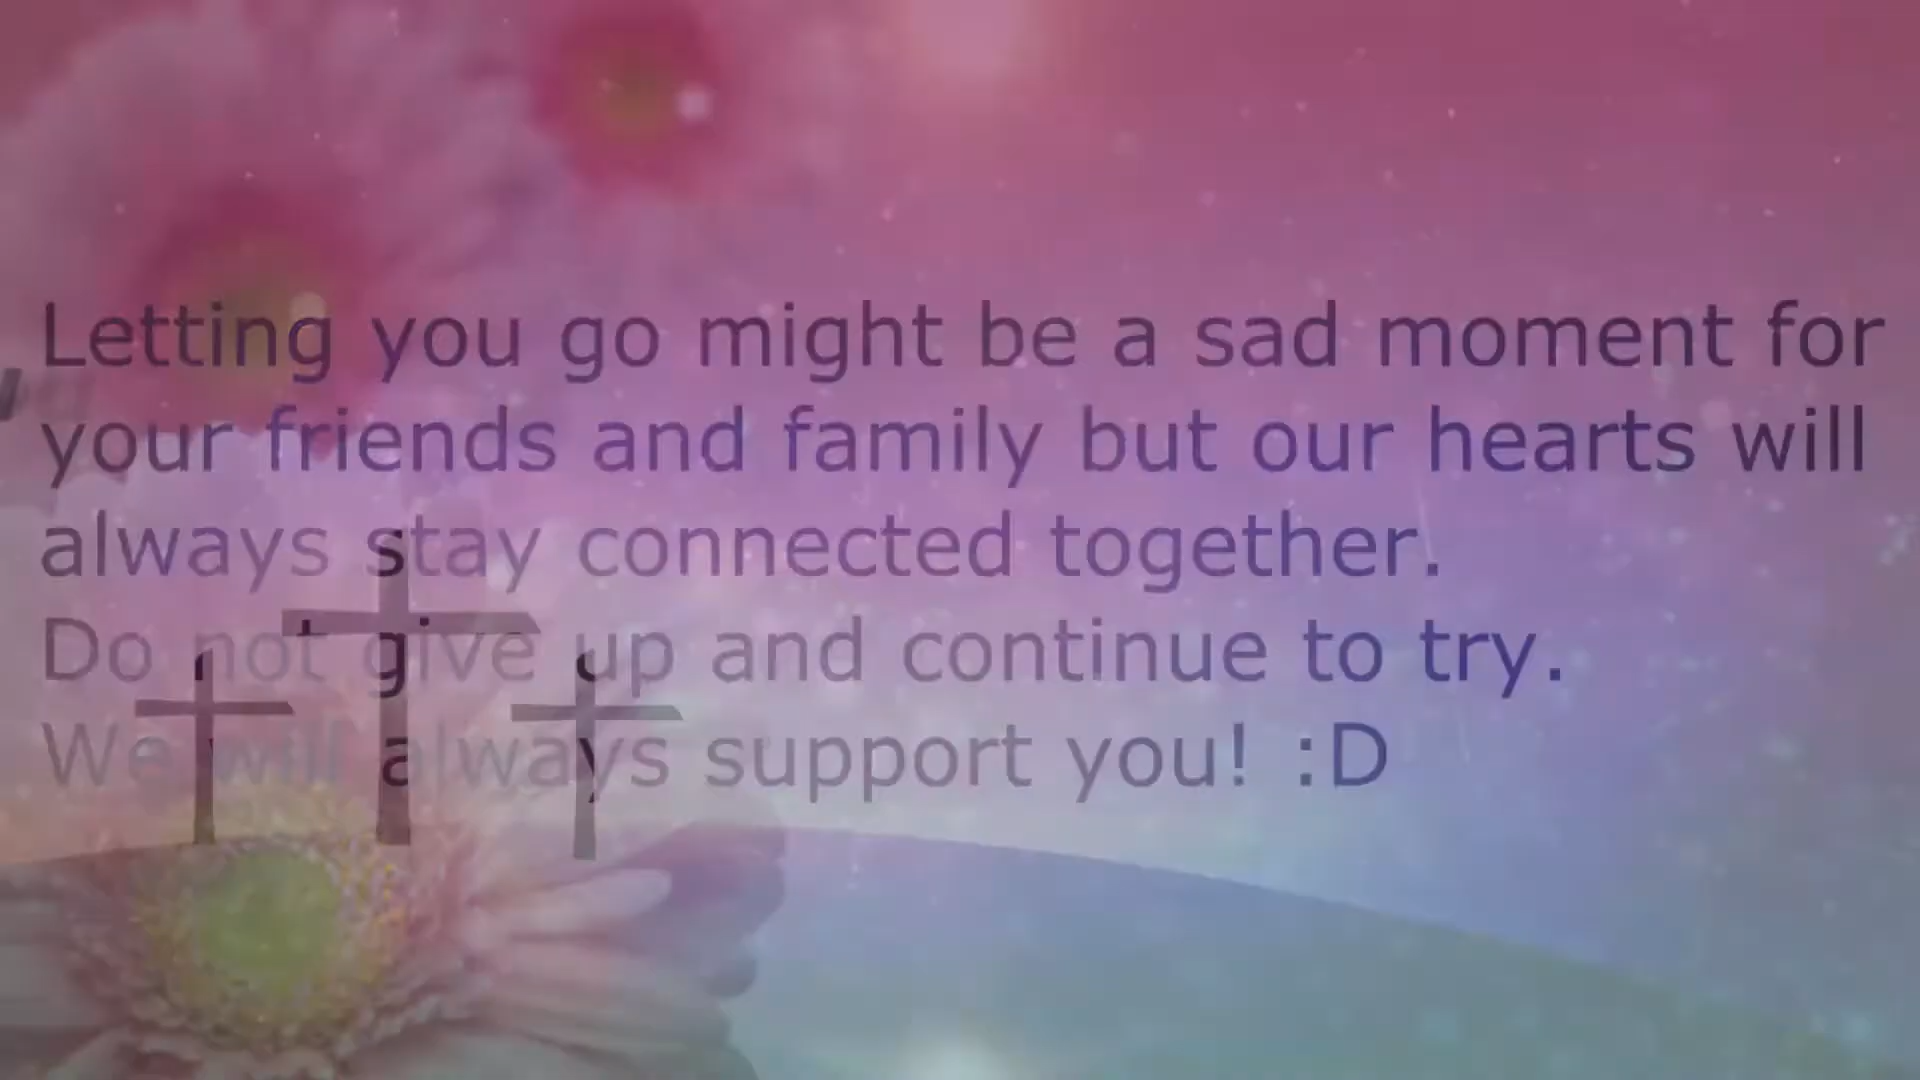 Letting you go might be a sad moment for
your friends and family but our hearts will
always stay connected together.
Do not give up and continue to try.
We will always support you! :D